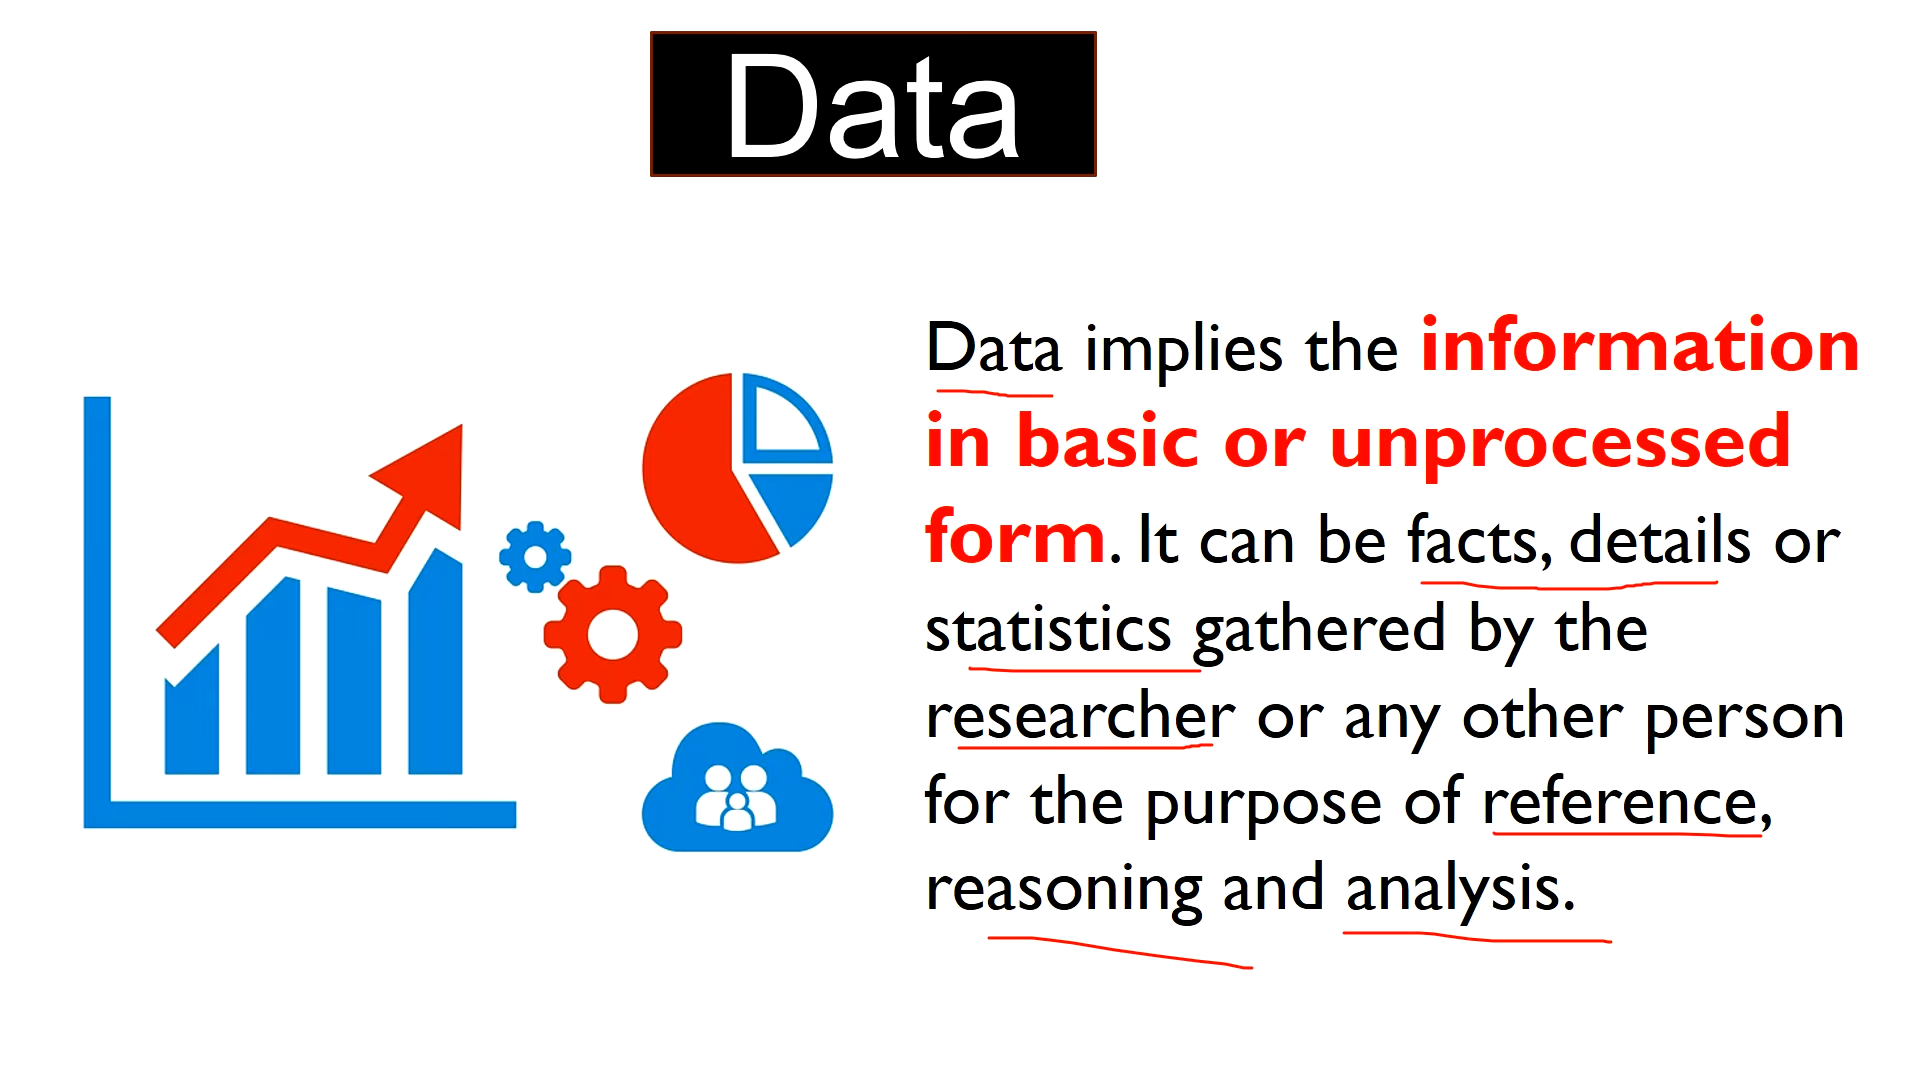 Data
Data implies the information
in basic or unprocessed
form. It can be facts, details or
statistics gathered by the
researcher or any other person
for the purpose of reference,
reasoning and analysis.